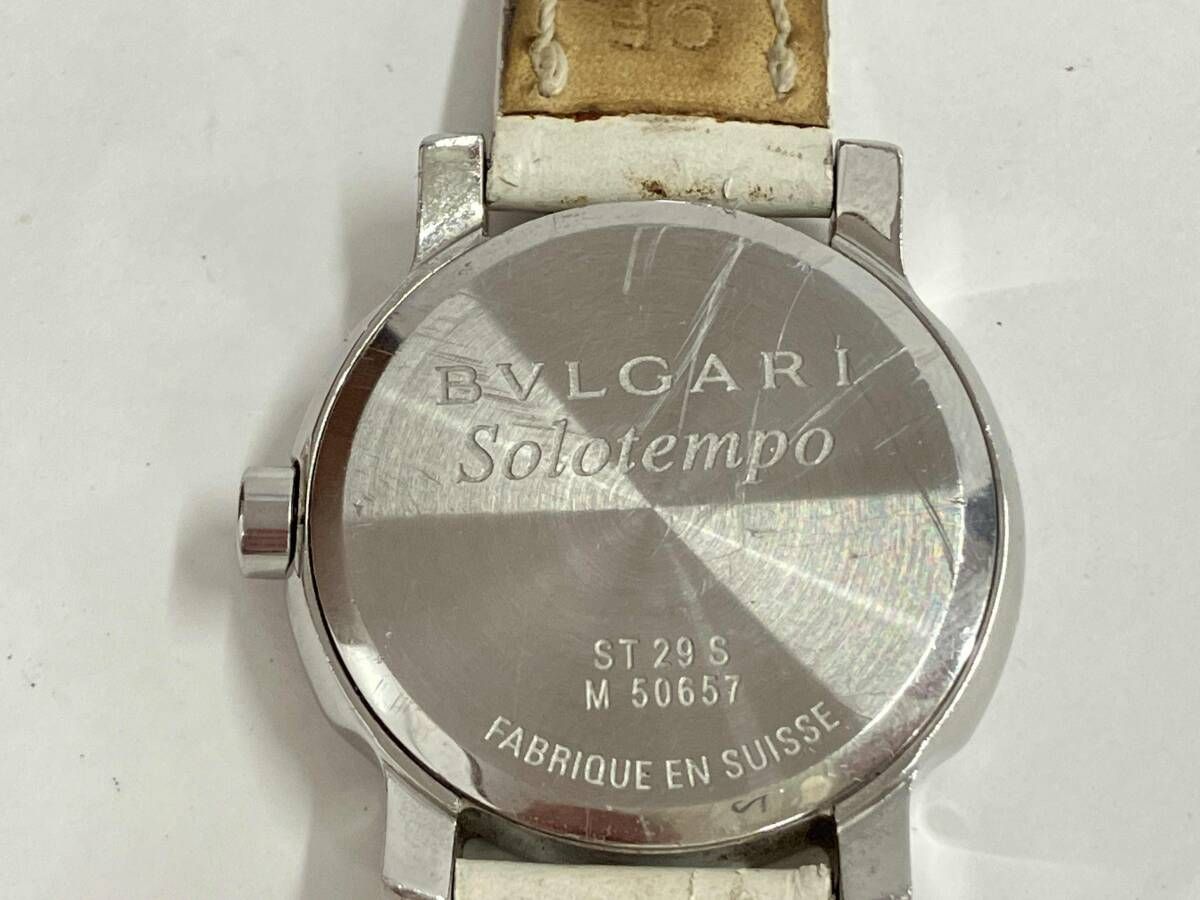 BVLGARI
Solotempo
ST 29 S
M 50657
FABRIQUE EN SUISSE